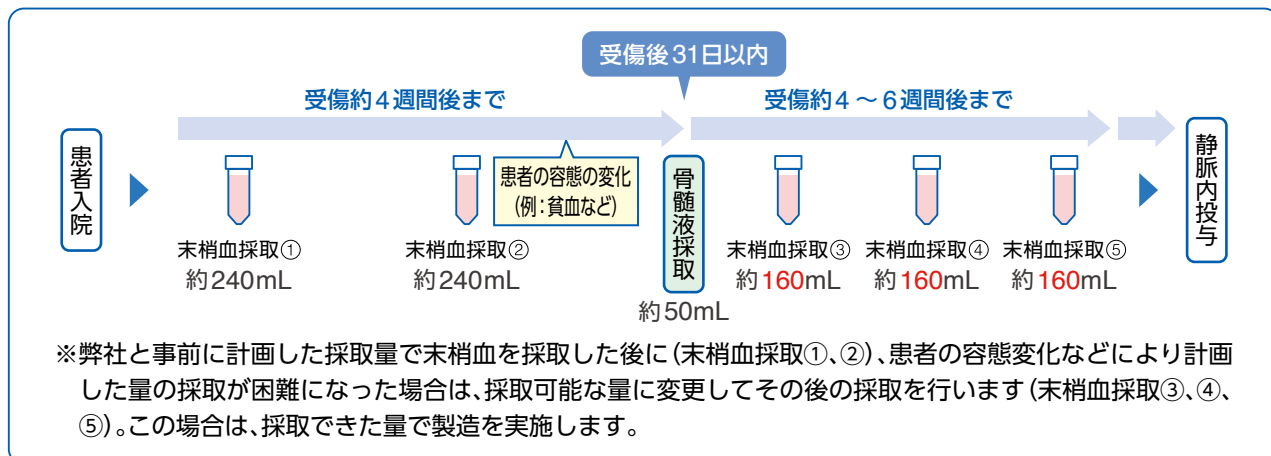 受傷後31日以内
受傷約4週間後まで
受傷約4～6週間後まで
患者入院
患者の容態の変化
(例：貧血など)
骨髄液採取
静脈内投与
末梢血採取①
約240mL
末梢血採取②
約240mL
約50mL
末梢血採取③
約160mL
末梢血採取④
約160mL
末梢血採取⑤
約160mL
※弊社と事前に計画した採取量で末梢血を採取した後に(末梢血採取①、②)、患者の容態変化などにより計画
した量の採取が困難になった場合は、採取可能な量に変更してその後の採取を行います(末梢血採取③、④、
⑤)。この場合は、採取できた量で製造を実施します。